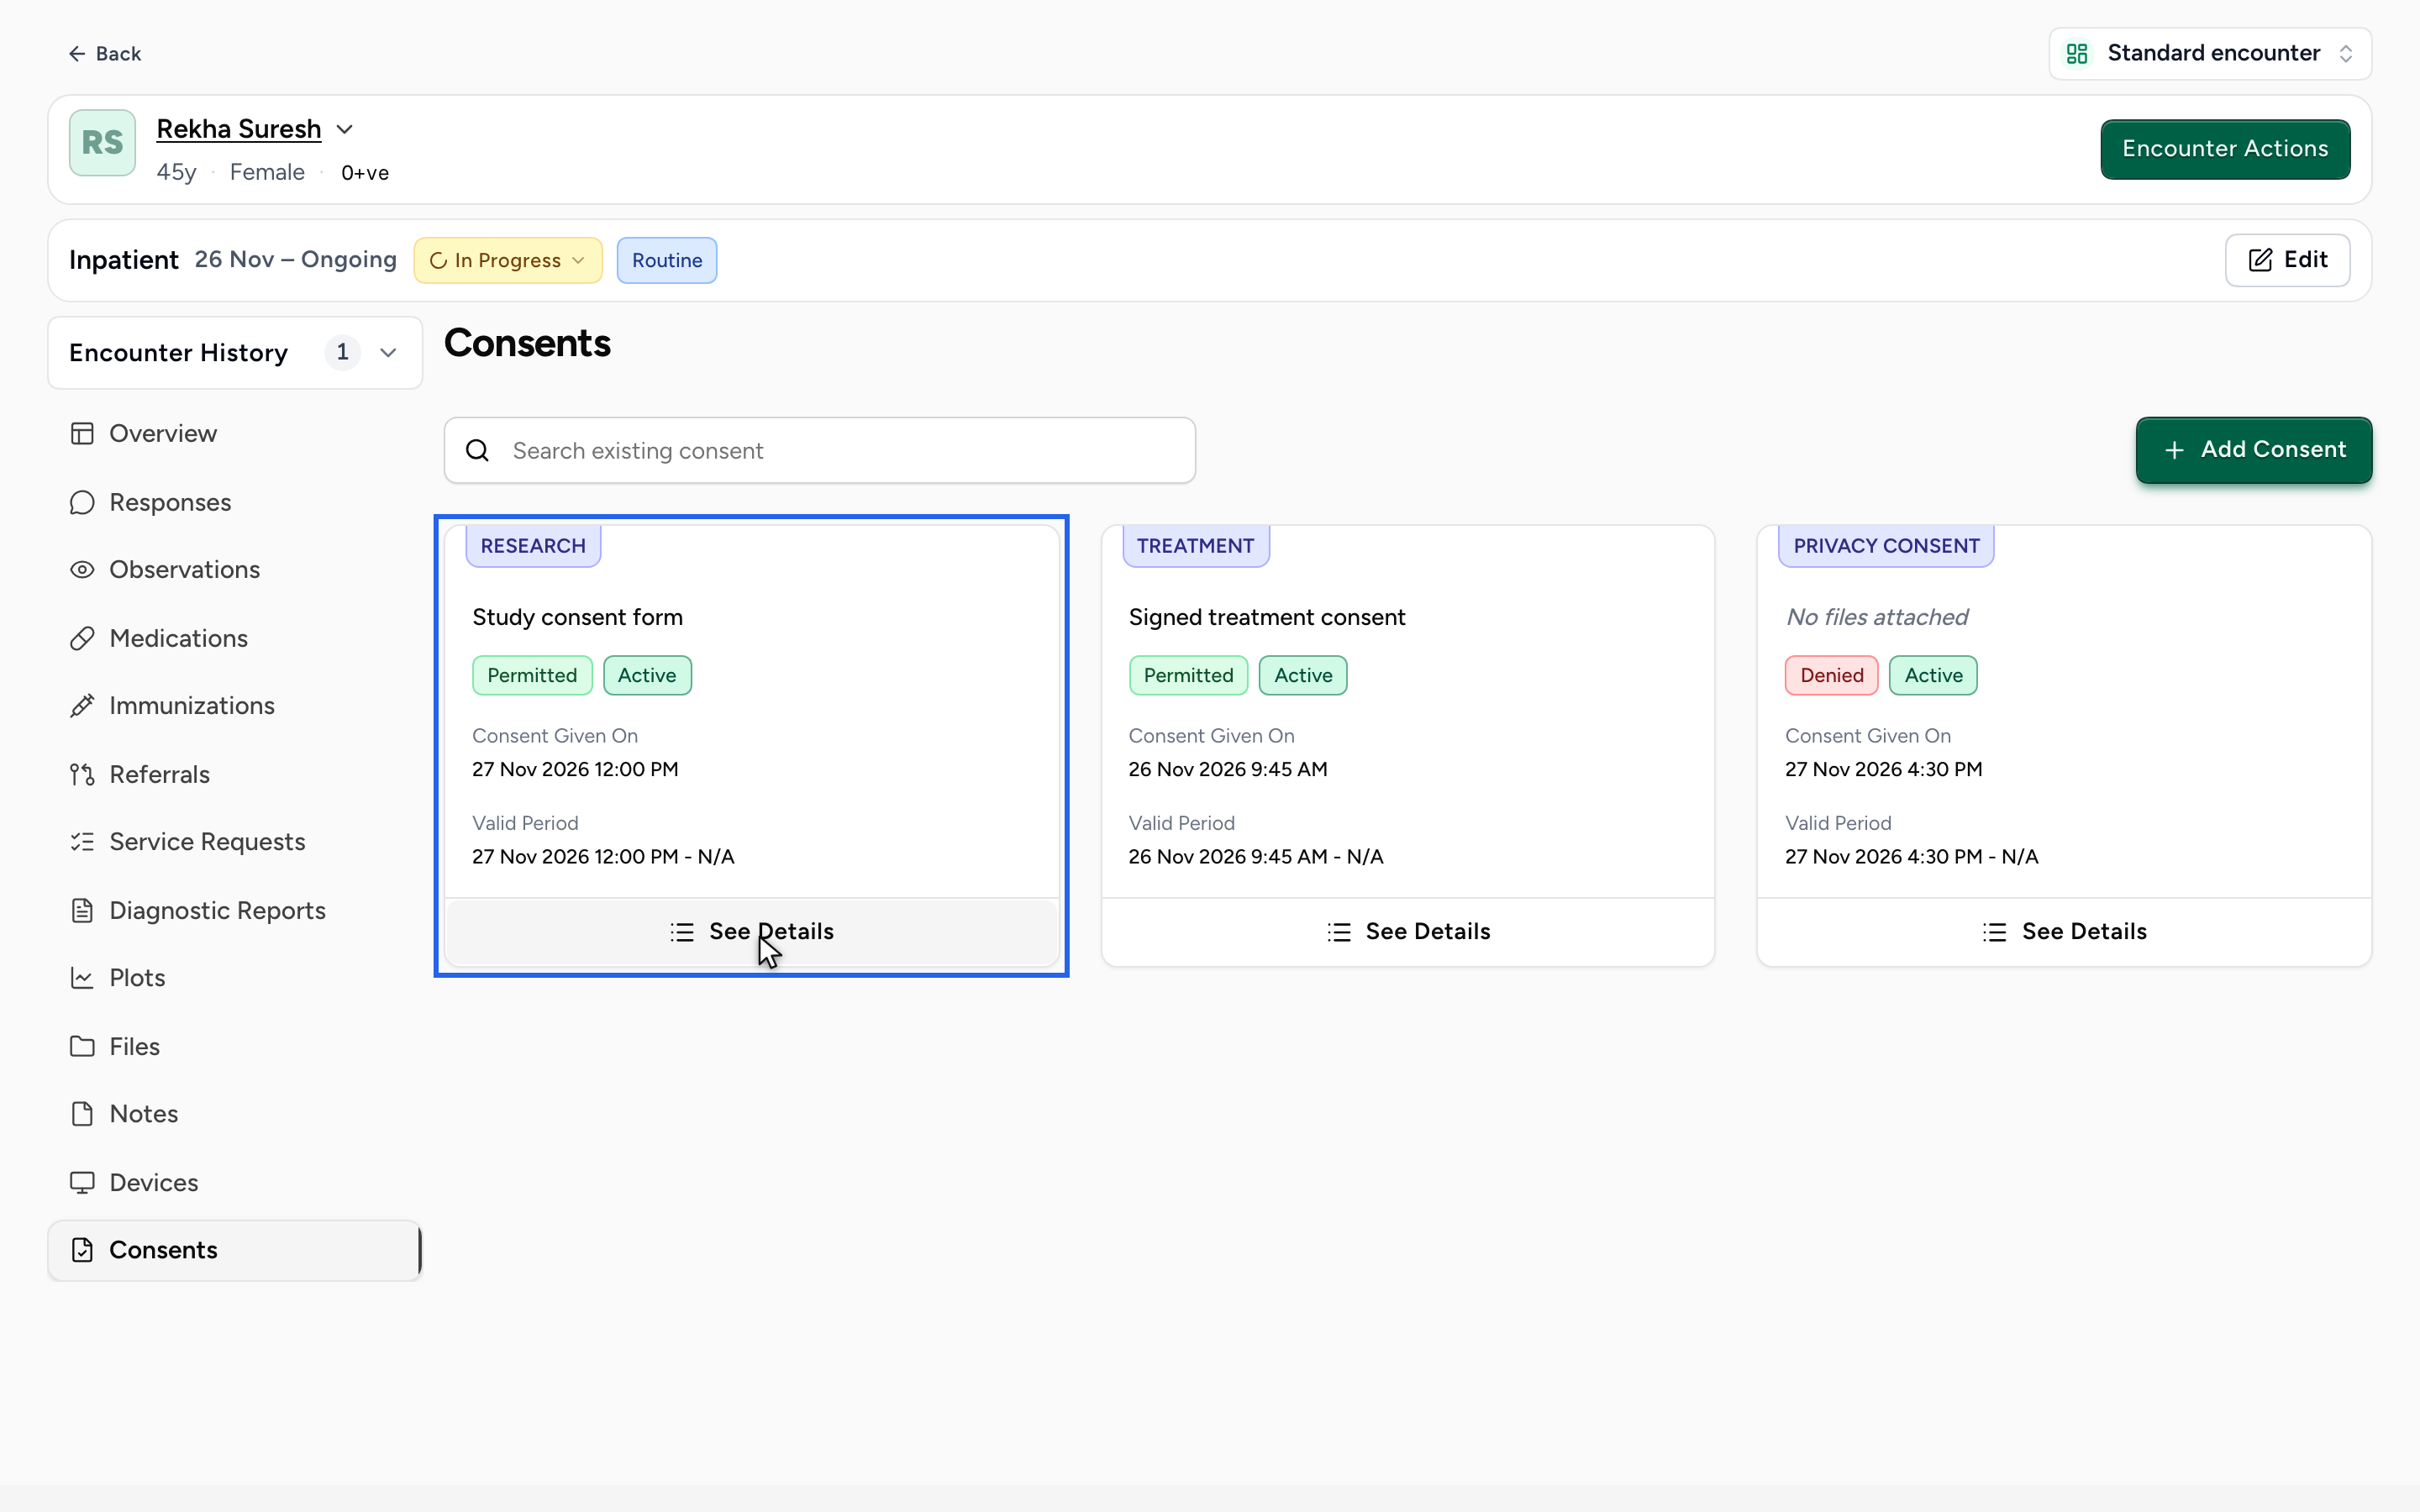 Back
Standard encounter
RS
Rekha Suresh
45y · Female · 0+ve
Encounter Actions
Inpatient 26 Nov – Ongoing In Progress Routine
Edit
Encounter History 1
Overview
Responses
Observations
Medications
Immunizations
Referrals
Service Requests
Diagnostic Reports
Plots
Files
Notes
Devices
Consents
Consents
Search existing consent
Add Consent
RESEARCH
Study consent form
Permitted Active
Consent Given On
27 Nov 2026 12:00 PM
Valid Period
27 Nov 2026 12:00 PM - N/A
See Details
TREATMENT
Signed treatment consent
Permitted Active
Consent Given On
26 Nov 2026 9:45 AM
Valid Period
26 Nov 2026 9:45 AM - N/A
See Details
PRIVACY CONSENT
No files attached
Denied Active
Consent Given On
27 Nov 2026 4:30 PM
Valid Period
27 Nov 2026 4:30 PM - N/A
See Details